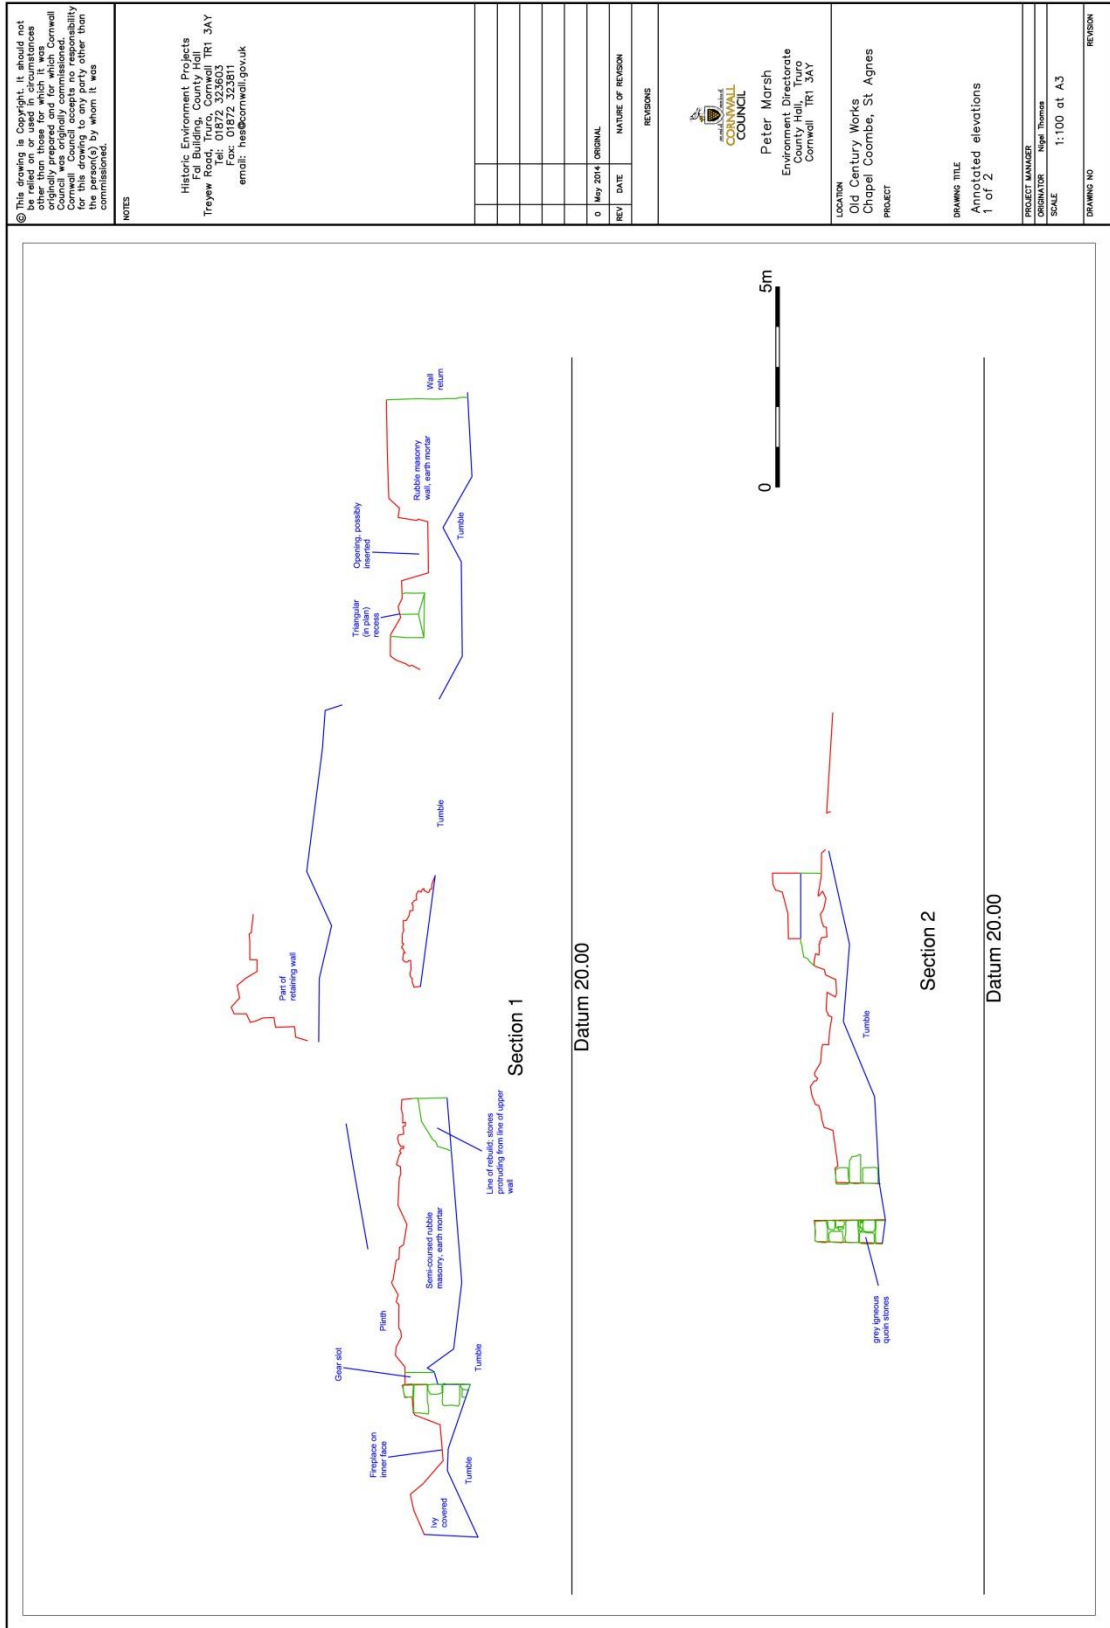 © This drawing is Copyright. It should not
be relied on or used in circumstances
other than those for which it was
originally prepared and for which Cornwall
Council was originally commissioned.
Cornwall Council accepts no responsibility
for this drawing to any party other than
the person(s) by whom it was
commissioned.
NOTES
Historic Environment Projects
Fal Building, County Hall
Treyew Road, Truro, Cornwall TR1 3AY
Tel: 01872 323603
Fax: 01872 323811
email: hes@cornwall.gov.uk
0 May 2014 ORIGINAL
REV DATE NATURE OF REVISION
REVISIONS
CORNWALL
COUNCIL
Peter Marsh
Environment Directorate
County Hall, Truro
Cornwall TR1 3AY
LOCATION
Old Century Works
Chapel Coombe, St Agnes
PROJECT
DRAWING TITLE
Annotated elevations
1 of 2
PROJECT MANAGER
ORIGINATOR Nigel Thomas
SCALE 1:100 at A3
DRAWING NO REVISION
Ivy
covered
Fireplace on
inner face
Tumble
Gear slot
Tumble
Plinth
Semi-coursed rubble
masonry, earth mortar
Line of rebuild; stones
protruding from line of upper
wall
Part of
retaining wall
Tumble
Triangular
(in plan)
recess
Opening, possibly
inserted
Tumble
Rubble masonry
wall, earth mortar
Wall
return
Section 1
Datum 20.00
0 5m
grey igneous
quoin stones
Tumble
Section 2
Datum 20.00